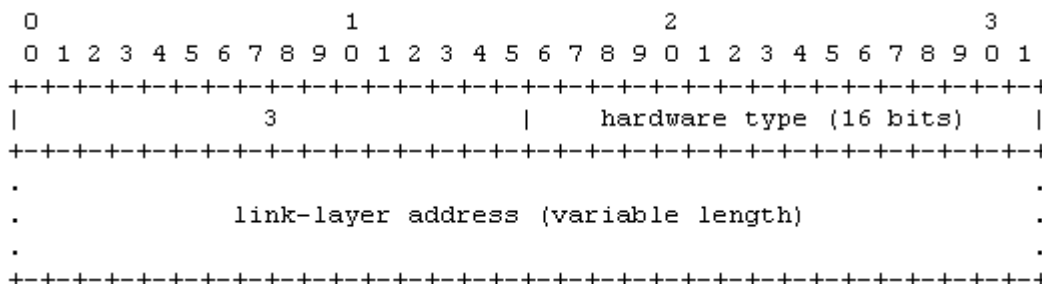 0                   1                   2                   3
 0 1 2 3 4 5 6 7 8 9 0 1 2 3 4 5 6 7 8 9 0 1 2 3 4 5 6 7 8 9 0 1
+-+-+-+-+-+-+-+-+-+-+-+-+-+-+-+-+-+-+-+-+-+-+-+-+-+-+-+-+-+-+-+-+
|               3               |    hardware type (16 bits)    |
+-+-+-+-+-+-+-+-+-+-+-+-+-+-+-+-+-+-+-+-+-+-+-+-+-+-+-+-+-+-+-+-+
.                                                               .
.             link-layer address (variable length)              .
.                                                               .
+-+-+-+-+-+-+-+-+-+-+-+-+-+-+-+-+-+-+-+-+-+-+-+-+-+-+-+-+-+-+-+-+